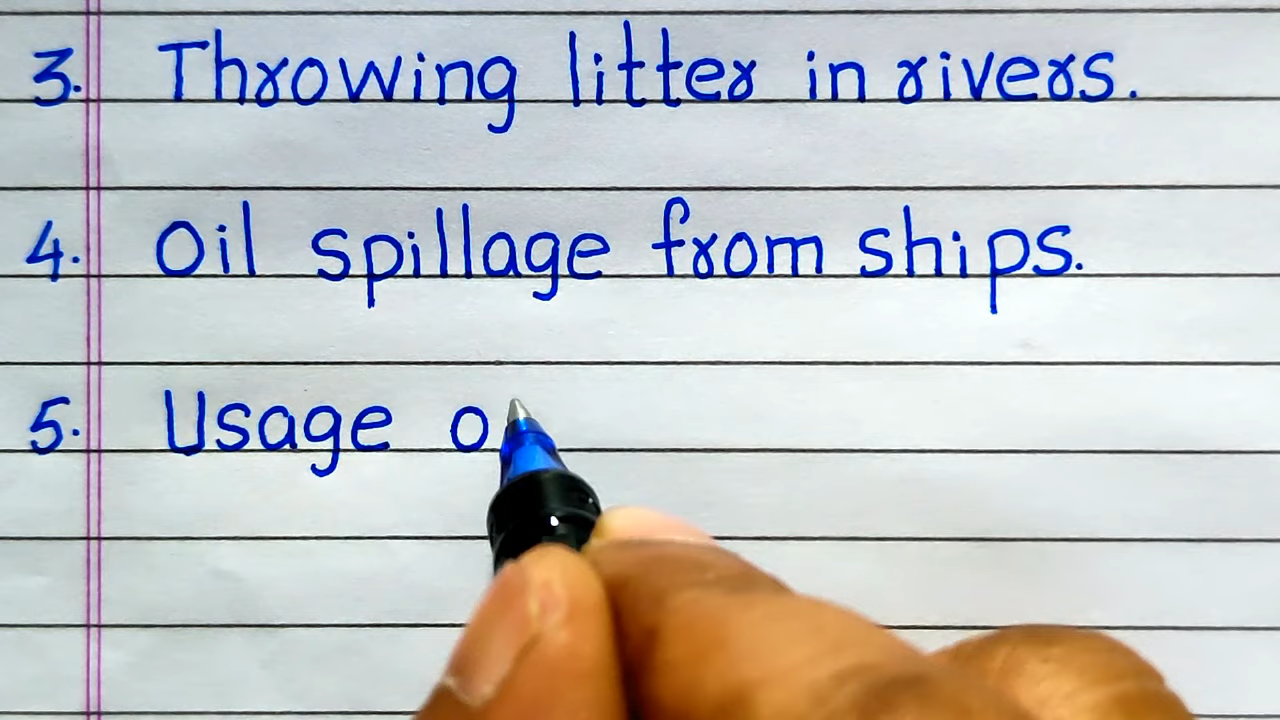 3. Throwing litter in rivers.
4. Oil spillage from ships.
5. Usage o